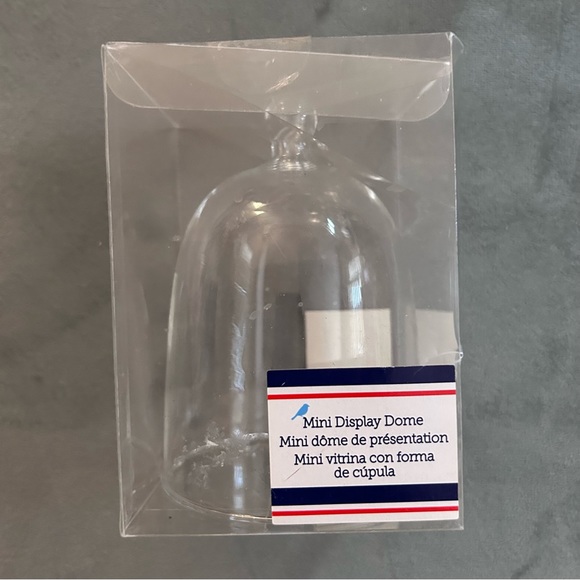 Mini Display Dome
Mini dôme de présentation
Mini vitrina con forma
de cúpula